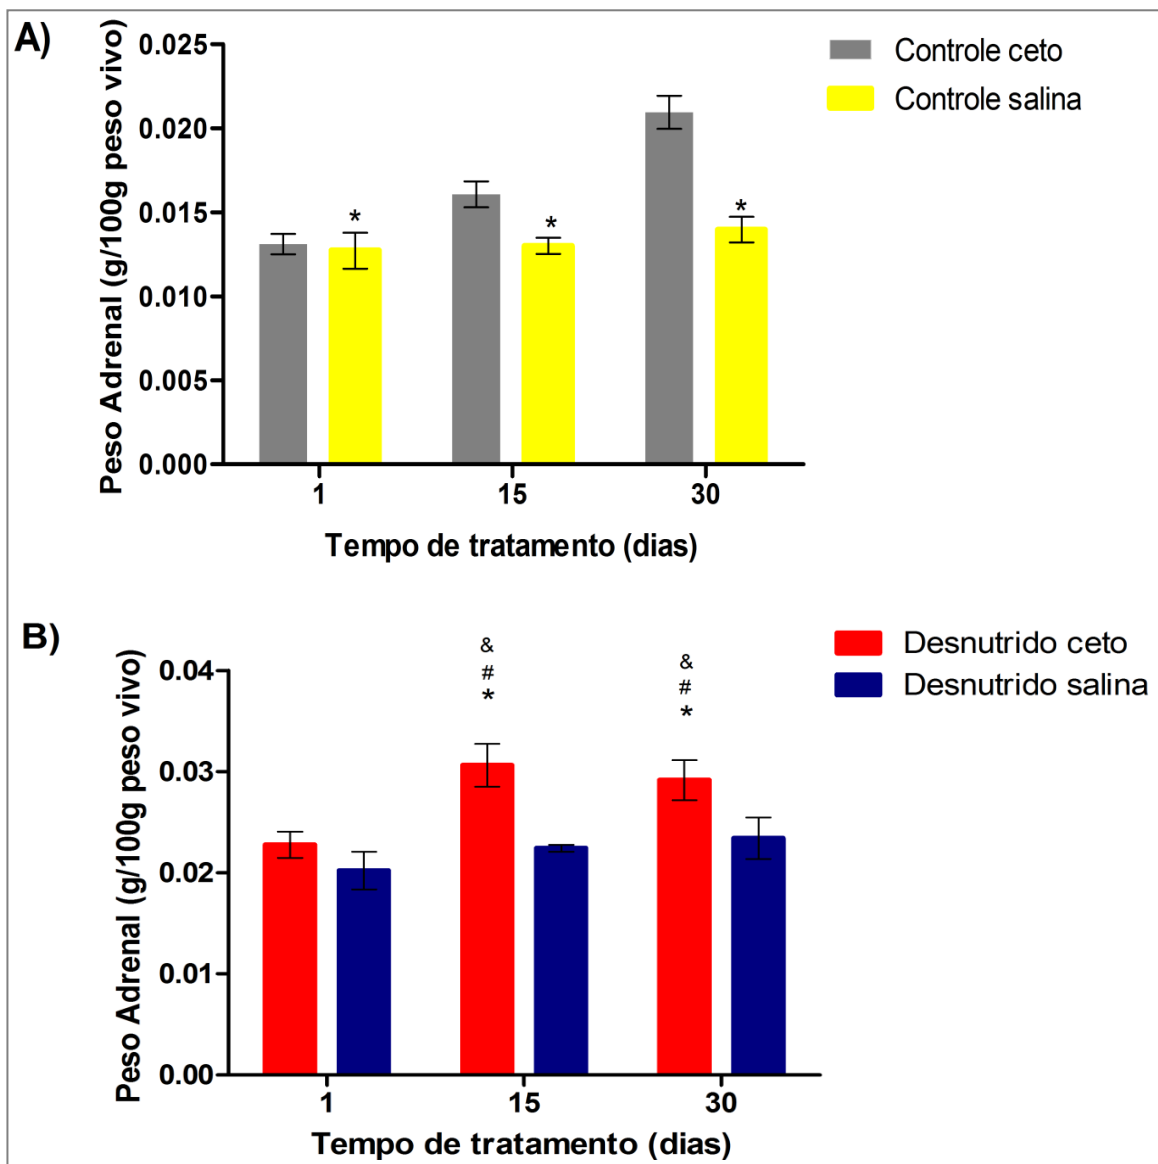 A)
Peso Adrenal (g/100g peso vivo)
0.025
0.020
0.015
0.010
0.005
0.000
Controle ceto
Controle salina
*
*
*
1 15 30
Tempo de tratamento (dias)
B)
Peso Adrenal (g/100g peso vivo)
0.04
0.03
0.02
0.01
0.00
Desnutrido ceto
Desnutrido salina
&
#
*
&
#
*
1 15 30
Tempo de tratamento (dias)